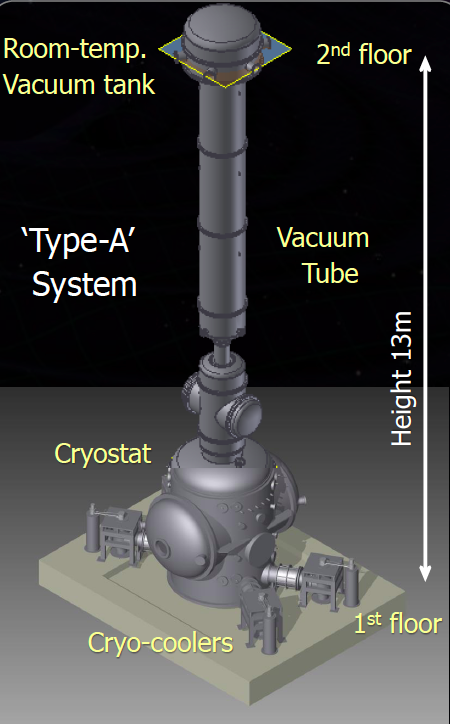 Room-temp.
Vacuum tank
2nd floor
'Type-A'
System
Vacuum
Tube
Height 13m
Cryostat
1st floor
Cryo-coolers